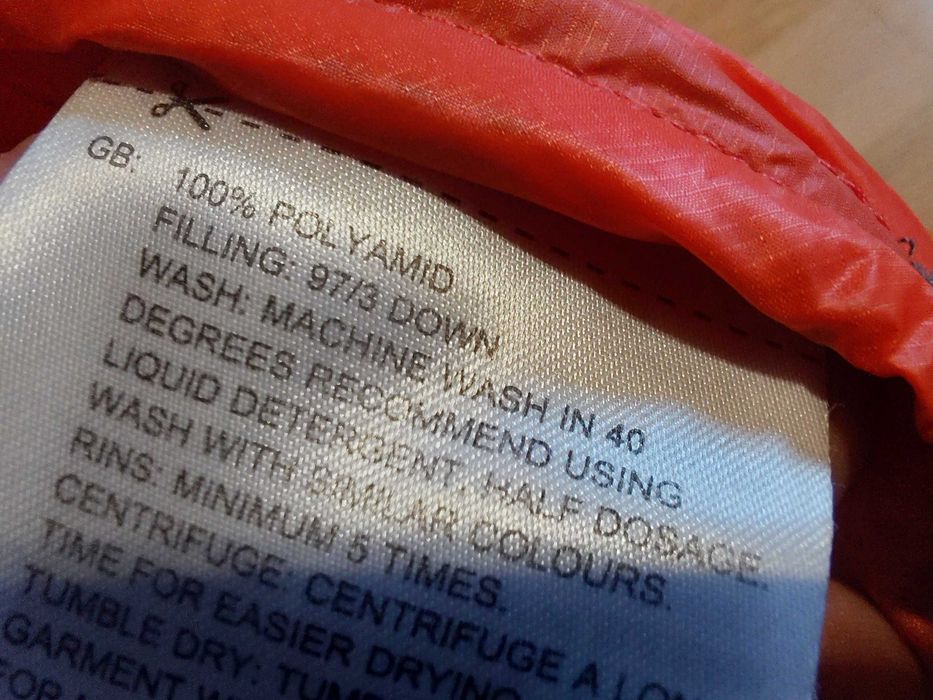 GB: 100% POLYAMID
FILLING: 97/3 DOWN
WASH: MACHINE WASH IN 40
DEGREES RECOMMEND USING
LIQUID DETERGENT, HALF DOSAGE.
WASH WITH SIMILAR COLOURS.
RINS: MINIMUM 5 TIMES.
CENTRIFUGE: CENTRIFUGE A
TIME FOR EASIER DRYING
TUMBLE DRY:
GARMENT